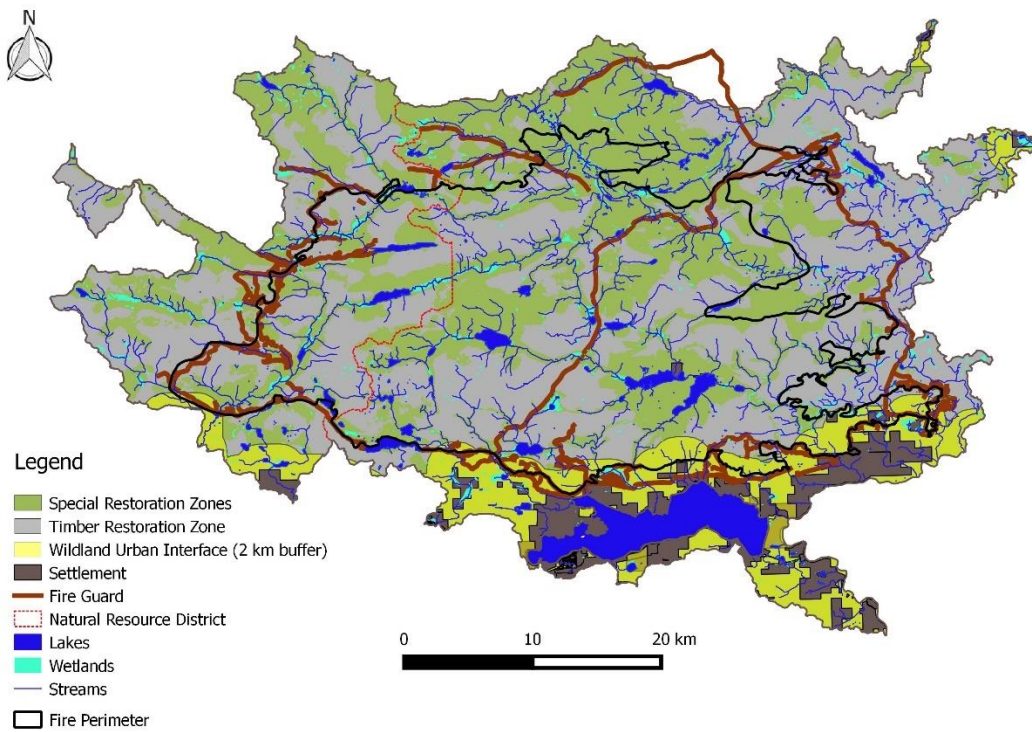 N
Legend
Special Restoration Zones
Timber Restoration Zone
Wildland Urban Interface (2 km buffer)
Settlement
Fire Guard
Natural Resource District
Lakes
Wetlands
Streams
Fire Perimeter
0 10 20 km